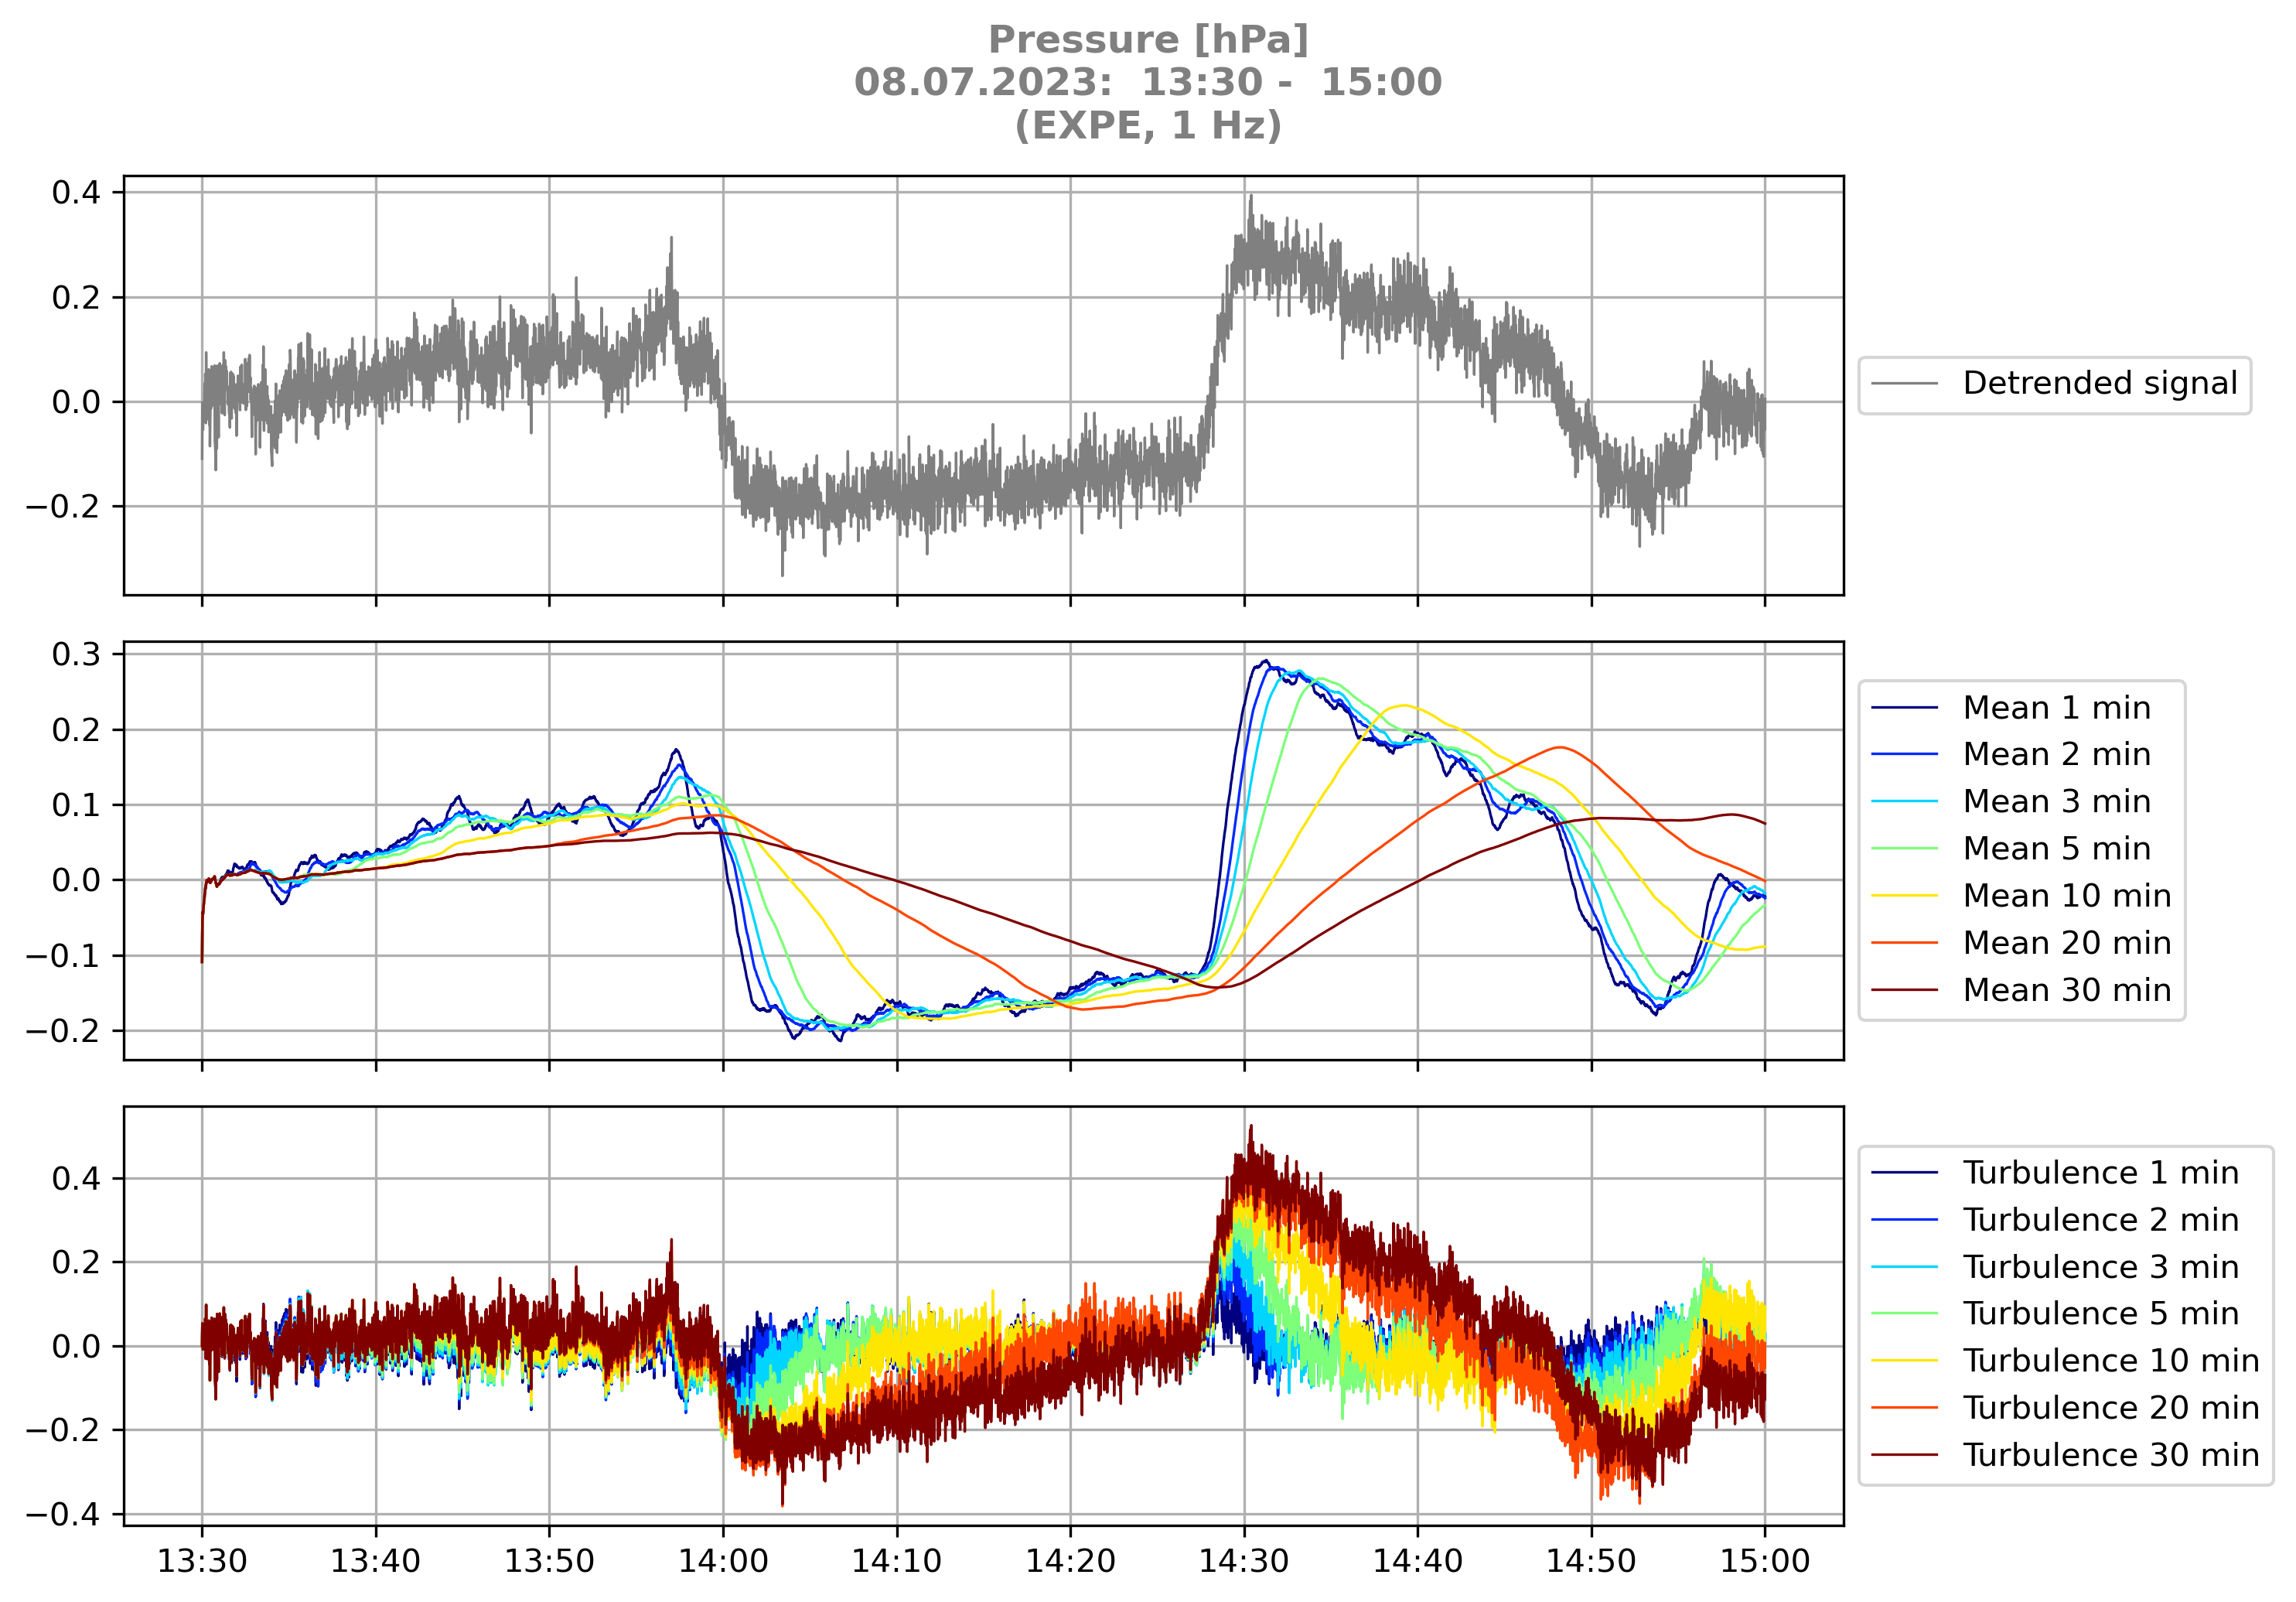 Pressure [hPa]
08.07.2023:  13:30 -  15:00
(EXPE, 1 Hz)
0.4
0.2
0.0
−0.2
Detrended signal
0.3
0.2
0.1
0.0
−0.1
−0.2
Mean 1 min
Mean 2 min
Mean 3 min
Mean 5 min
Mean 10 min
Mean 20 min
Mean 30 min
0.4
0.2
0.0
−0.2
−0.4
Turbulence 1 min
Turbulence 2 min
Turbulence 3 min
Turbulence 5 min
Turbulence 10 min
Turbulence 20 min
Turbulence 30 min
13:30 13:40 13:50 14:00 14:10 14:20 14:30 14:40 14:50 15:00